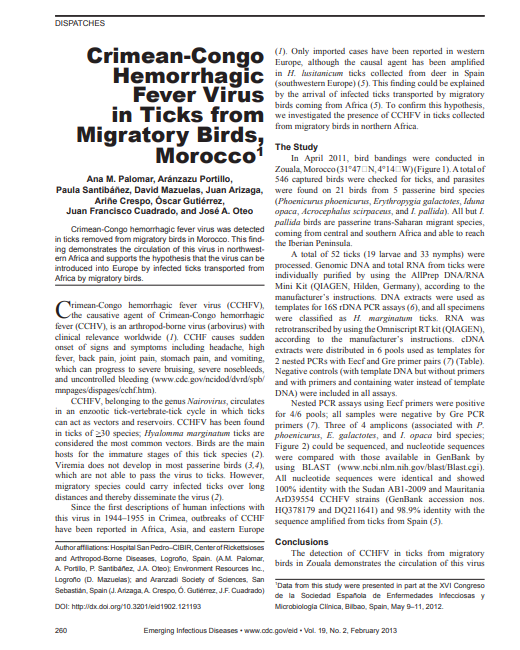 DISPATCHES
Crimean-Congo
Hemorrhagic
Fever Virus
in Ticks from
Migratory Birds,
Morocco1
Ana M. Palomar, Aránzazu Portillo,
Paula Santibáñez, David Mazuelas, Juan Arizaga,
Ariñe Crespo, Óscar Gutiérrez,
Juan Francisco Cuadrado, and José A. Oteo
Crimean-Congo hemorrhagic fever virus was detected
in ticks removed from migratory birds in Morocco. This find-
ing demonstrates the circulation of this virus in northwest-
ern Africa and supports the hypothesis that the virus can be
introduced into Europe by infected ticks transported from
Africa by migratory birds.
Crimean-Congo hemorrhagic fever virus (CCHFV),
the causative agent of Crimean-Congo hemorrhagic
fever (CCHV), is an arthropod-borne virus (arbovirus) with
clinical relevance worldwide (1). CCHF causes sudden
onset of signs and symptoms including headache, high
fever, back pain, joint pain, stomach pain, and vomiting,
which can progress to severe bruising, severe nosebleeds,
and uncontrolled bleeding (www.cdc.gov/ncidod/dvrd/spb/
mnpages/dispages/cchf.htm).
CCHFV, belonging to the genus Nairovirus, circulates
in an enzootic tick-vertebrate-tick cycle in which ticks
can act as vectors and reservoirs. CCHFV has been found
in ticks of ≥30 species; Hyalomma marginatum ticks are
considered the most common vectors. Birds are the main
hosts for the immature stages of this tick species (2).
Viremia does not develop in most passerine birds (3,4),
which are not able to pass the virus to ticks. However,
migratory species could carry infected ticks over long
distances and thereby disseminate the virus (2).
Since the first descriptions of human infections with
this virus in 1944–1955 in Crimea, outbreaks of CCHF
have been reported in Africa, Asia, and eastern Europe
Author affiliations: Hospital San Pedro–CIBIR, Center of Rickettsioses
and Arthropod-Borne Diseases, Logroño, Spain. (A.M. Palomar,
A. Portillo, P. Santibáñez, J.A. Oteo); Environment Resources Inc.,
Logroño (D. Mazuelas); and Aranzadi Society of Sciences, San
Sebastián, Spain (J. Arizaga, A. Crespo, O. Gutiérrez, J.F. Cuadrado)
DOI: http://dx.doi.org/10.3201/eid1902.121193
(1). Only imported cases have been reported in western
Europe, although the causal agent has been amplified
in H. lusitanicum ticks collected from deer in Spain
(southwestern Europe) (5). This finding could be explained
by the arrival of infected ticks transported by migratory
birds coming from Africa (5). To confirm this hypothesis,
we investigated the presence of CCHFV in ticks collected
from migratory birds in northern Africa.
The Study
In April 2011, bird bandings were conducted in
Zouala, Morocco (31°47′N, 4°14′W) (Figure 1). A total of
546 captured birds were checked for ticks, and parasites
were found on 21 birds from 5 passerine bird species
(Phoenicurus phoenicurus, Erythropygia galactotes, Iduna
opaca, Acrocephalus scirpaceus, and I. pallida). All but I.
pallida birds are passerine trans-Saharan migrant species,
coming from central and southern Africa and able to reach
the Iberian Peninsula.
A total of 52 ticks (19 larvae and 33 nymphs) were
processed. Genomic DNA and total RNA from ticks were
individually purified by using the AllPrep DNA/RNA
Mini Kit (QIAGEN, Hilden, Germany), according to the
manufacturer's instructions. DNA extracts were used as
templates for 16S rDNA PCR assays (6), and all specimens
were classified as H. marginatum ticks. RNA was
retrotranscribed by using the Omniscript RT kit (QIAGEN),
according to the manufacturer's instructions. cDNA
extracts were distributed in 6 pools used as templates for
2 nested PCRs with Eecf and Gre primer pairs (7) (Table).
Negative controls (with template DNA but without primers
and with primers and containing water instead of template
DNA) were included in all assays.
Nested PCR assays using Eecf primers were positive
for 4/6 pools; all samples were negative by Gre PCR
primers (7). Three of 4 amplicons (associated with P.
phoenicurus, E. galactotes, and I. opaca bird species;
Figure 2) could be sequenced, and nucleotide sequences
were compared with those available in GenBank by
using BLAST (www.ncbi.nlm.nih.gov/blast/Blast.cgi).
All nucleotide sequences were identical and showed
100% identity with the Sudan AB1-2009 and Mauritania
ArD39554 CCHFV strains (GenBank accession nos.
HQ378179 and DQ211641) and 98.9% identity with the
sequence amplified from ticks from Spain (5).
Conclusions
The detection of CCHFV in ticks from migratory
birds in Zouala demonstrates the circulation of this virus
1Data from this study were presented in part at the XVI Congreso
de la Sociedad Española de Enfermedades Infecciosas y
Microbiología Clínica, Bilbao, Spain, May 9–11, 2012.
260 Emerging Infectious Diseases • www.cdc.gov/eid • Vol. 19, No. 2, February 2013